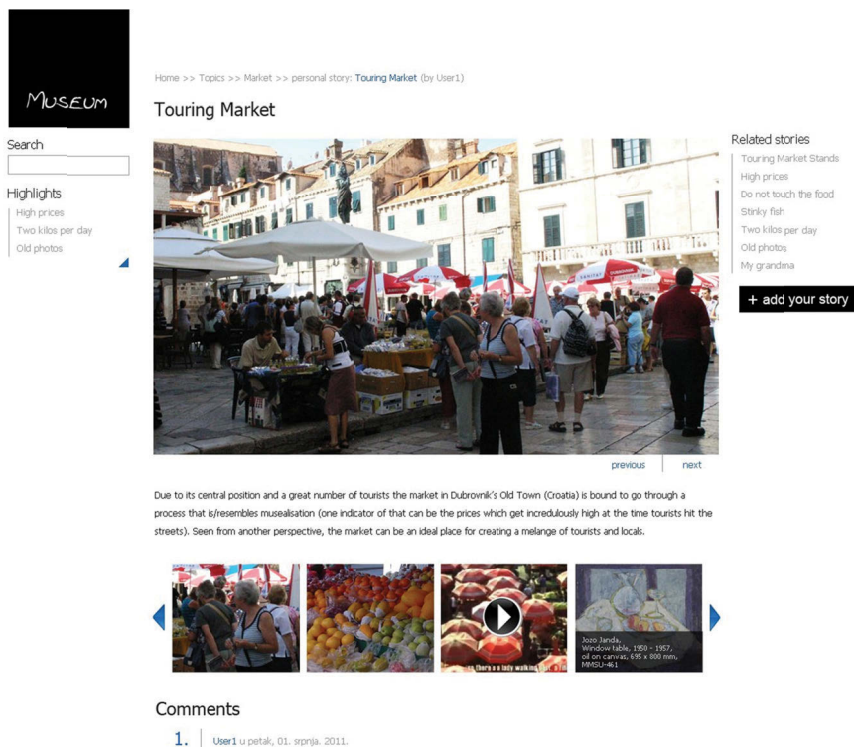 MUSEUM
Home >> Topics >> Market >> personal story: Touring Market (by User1)
Touring Market
Search
Highlights
High prices
Two kilos per day
Old photos
Related stories
Touring Market Stands
High prices
Do not touch the food
Stinky fish
Two kilos per day
Old photos
My grandma
+ add your story
previous
next
Due to its central position and a great number of tourists the market in Dubrovnik's Old Town (Croatia) is bound to go through a
process that is/resembles musealisation (one indicator of that can be the prices which get incredulously high at the time tourists hit the
streets). Seen from another perspective, the market can be an ideal place for creating a melange of tourists and locals.
there is a lady walking
Jozo Janda,
Window table, 1950 - 1957,
oil on canvas, 695 x 800 mm,
MMSU-461
Comments
1.
User1 u petak, 01. srpnja. 2011.